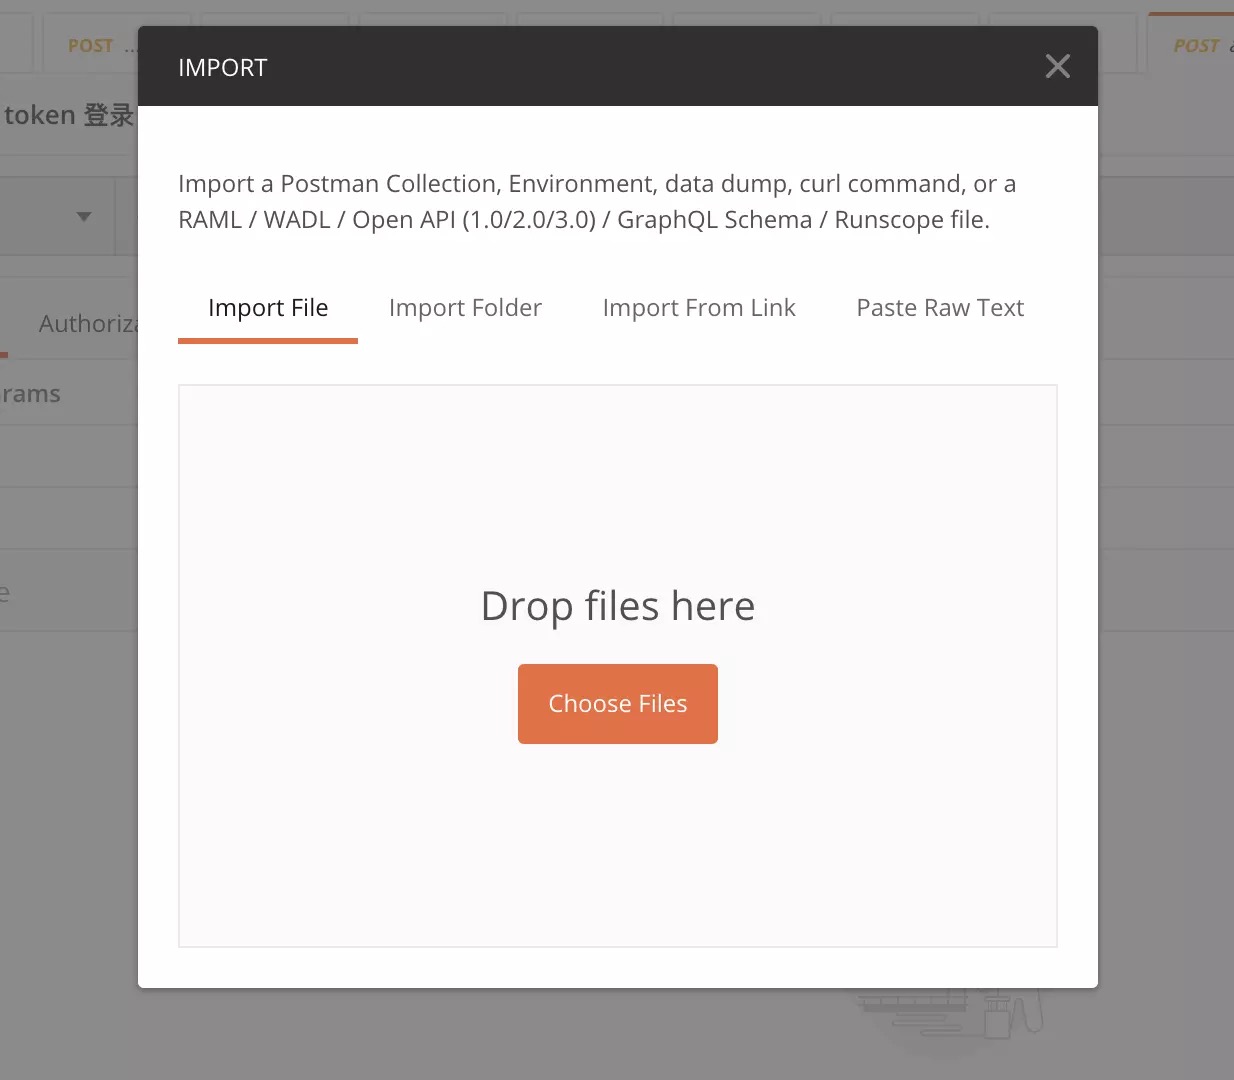 POST ...
POST
IMPORT
token 登录
Import a Postman Collection, Environment, data dump, curl command, or a
RAML / WADL / Open API (1.0/2.0/3.0) / GraphQL Schema / Runscope file.
Import File Import Folder Import From Link Paste Raw Text
Drop files here
Choose Files